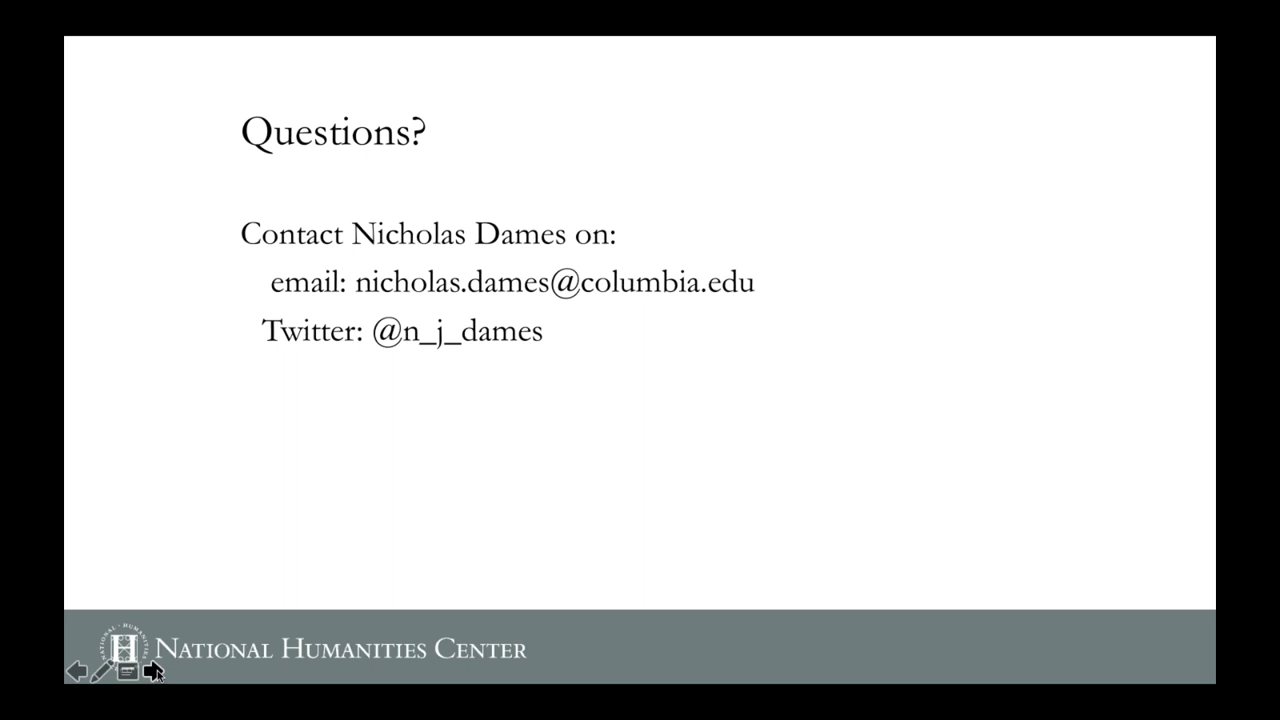 Questions?
Contact Nicholas Dames on:
email: nicholas.dames@columbia.edu
Twitter: @n_j_dames
NATIONAL HUMANITIES CENTER